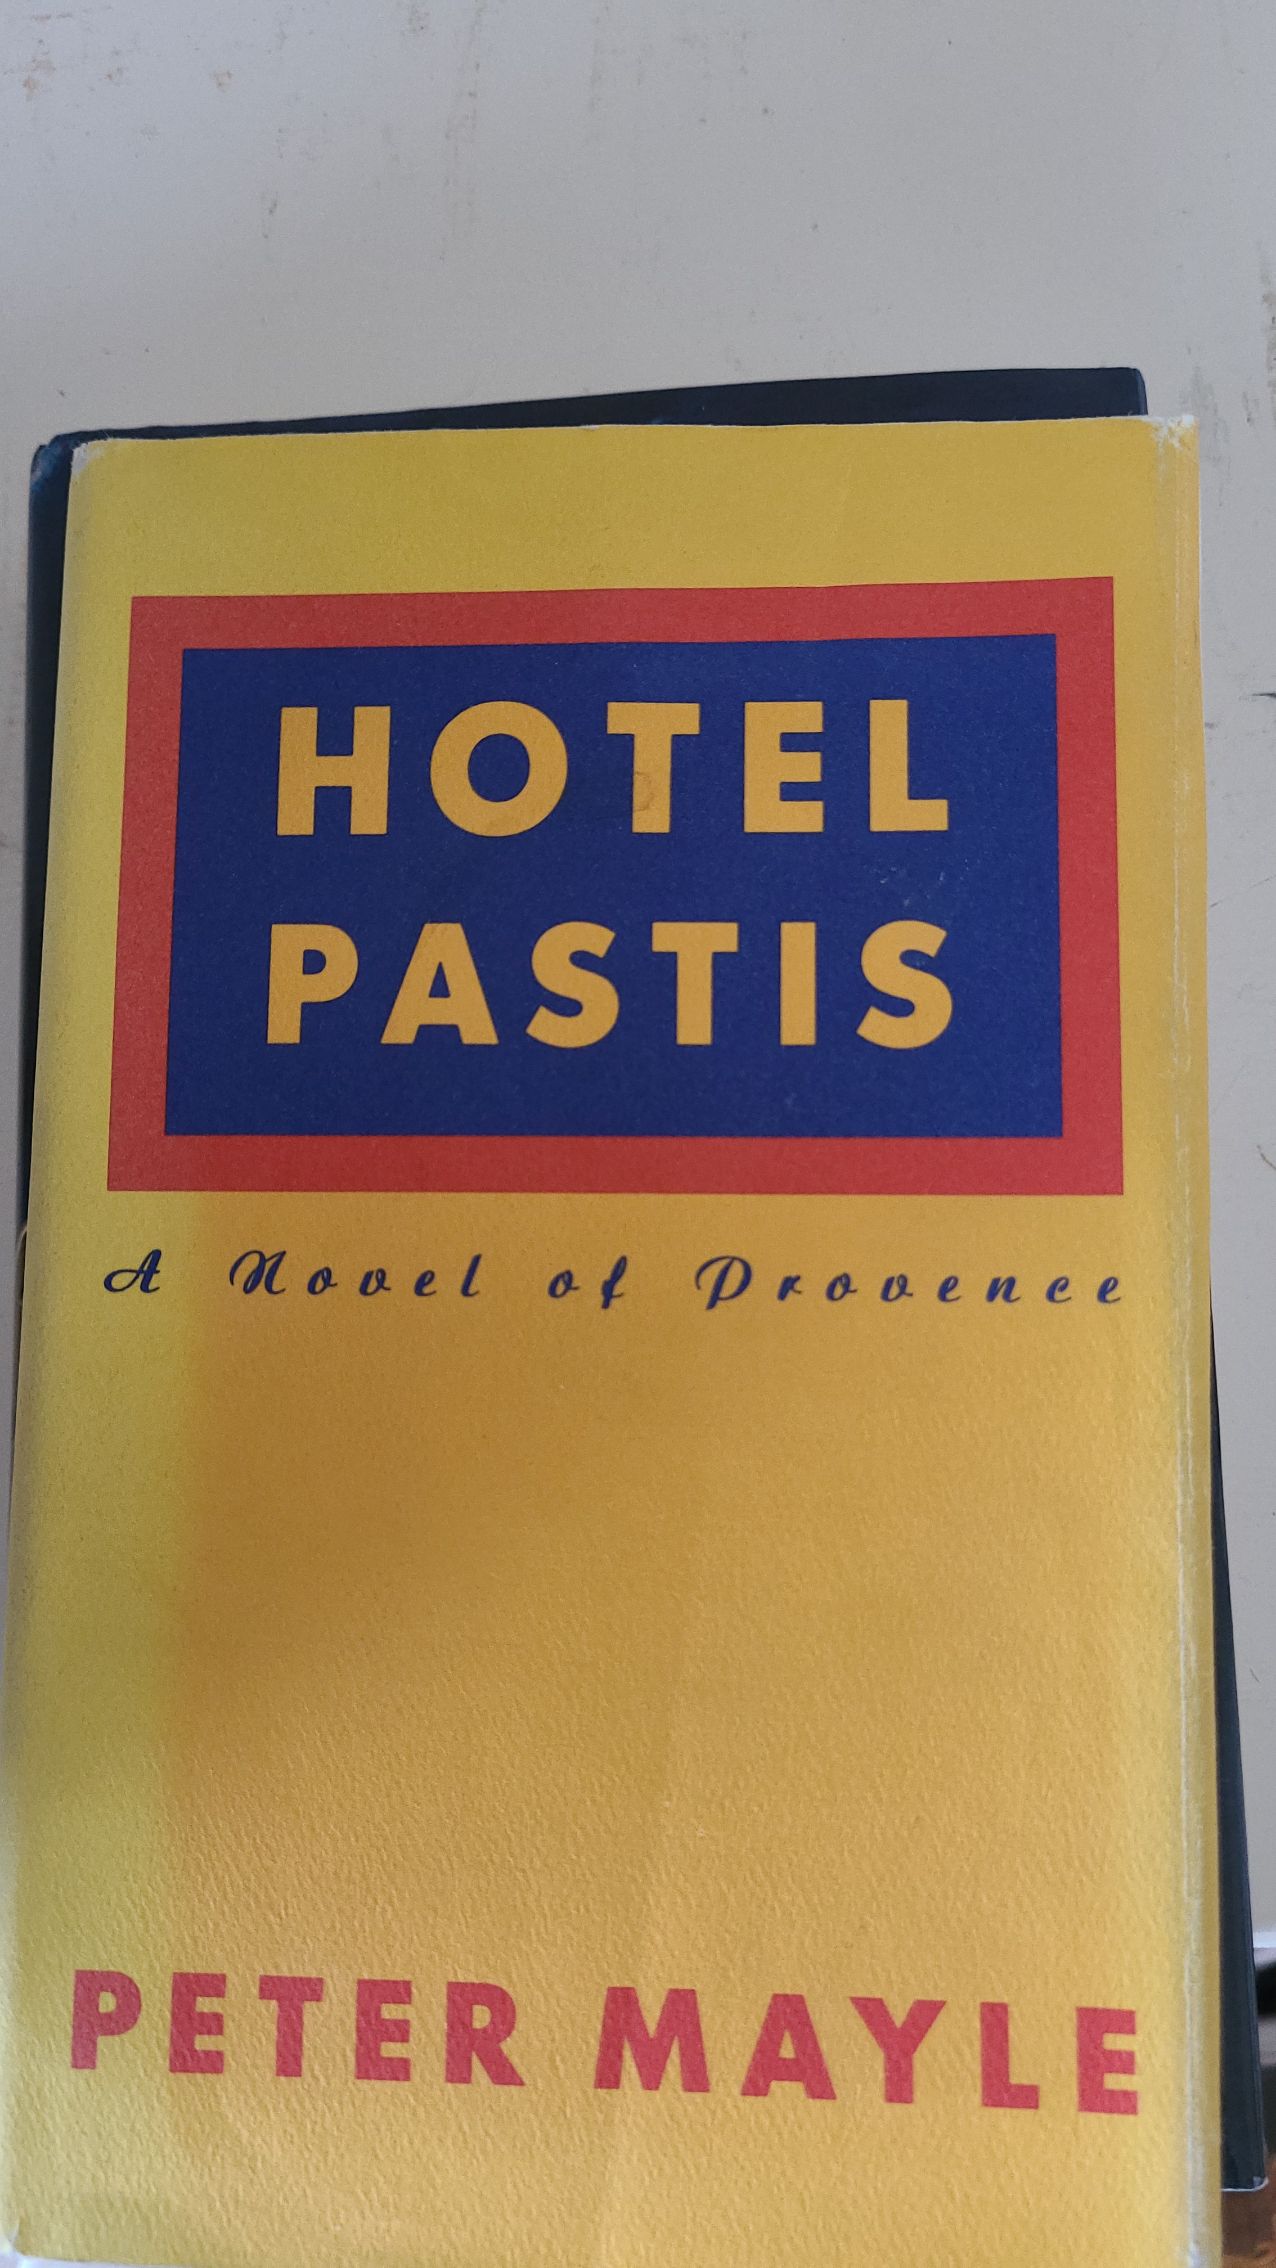 HOTEL
PASTIS
A Novel of Provence
PETER MAYLE